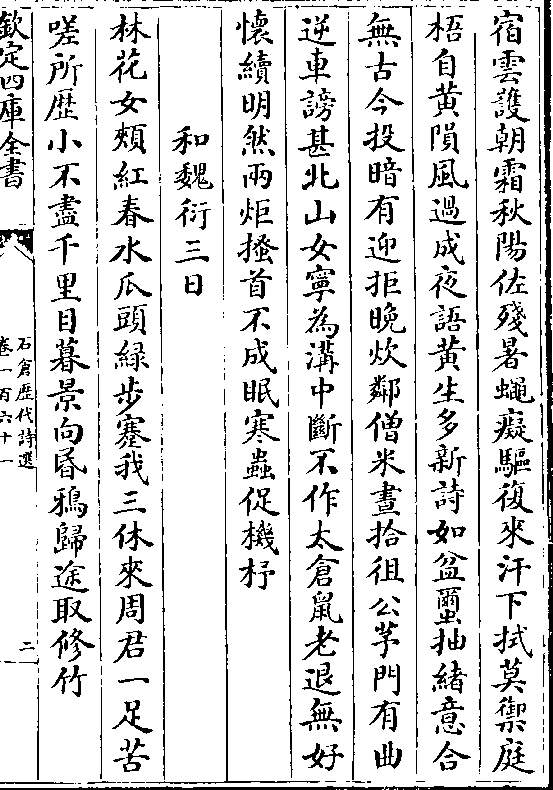 宿雲護朝霜秋陽佐殘暑蠅癡驅復來汗下拭莫禦庭
梧自黄隕風過成夜語黄生多新詩如盆𧖟抽緒意合
無古今投暗有迎拒晚炊鄰僧米晝拾徂公芧門有曲
逆車謗甚北山女寧為溝中斷不作太倉鼠老退無好
懷續明然兩炬搔首不成眠寒蟲促機杼
和魏衍三日
林花女頰紅春水瓜頭緑步蹇我三休來周君一足苦
嗟所歴小不盡千里目暮景向昏鴉歸途取修竹
欽定四庫全書
石倉歴代詩選
卷一百六十一
二